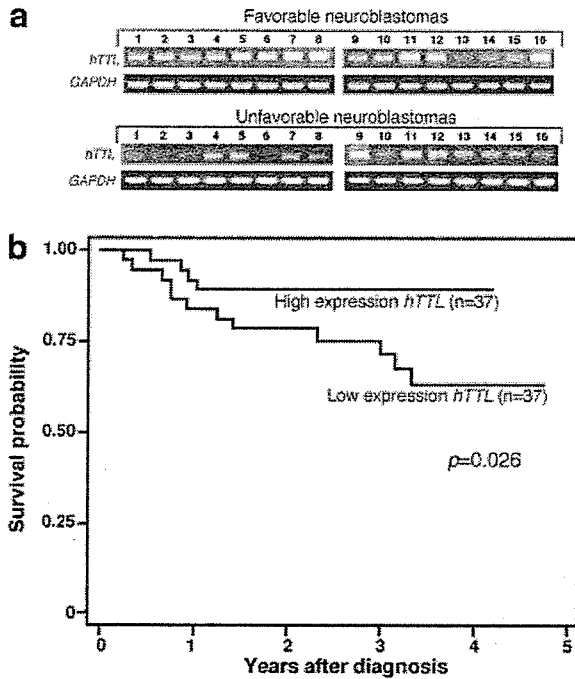 a
Favorable neuroblastomas
1 2 3 4 5 6 7 8 9 10 11 12 13 14 15 16
hTTL
GAPDH
Unfavorable neuroblastomas
1 2 3 4 5 6 7 8 9 10 11 12 13 14 15 16
hTTL
GAPDH
b
1.00
High expression hTTL (n=37)
0.75
Low expression hTTL (n=37)
0.50
p=0.026
0.25
0
Survival probability
0 1 2 3 4 5
Years after diagnosis